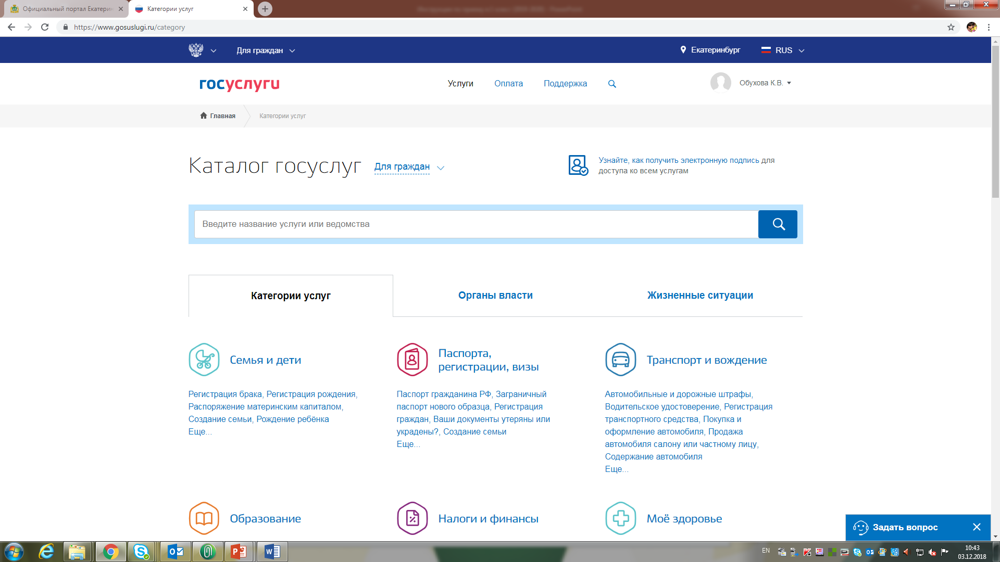 Официальный портал Екатерин
Категории услуг
https://www.gosuslugi.ru/category
Для граждан
Екатеринбург
RUS
госуслуги
Услуги
Оплата
Поддержка
Обухова К.В.
Главная
Категории услуг
Каталог госуслуг
Для граждан
Узнайте, как получить электронную подпись для
доступа ко всем услугам
Введите название услуги или ведомства
Категории услуг
Органы власти
Жизненные ситуации
Семья и дети
Регистрация брака, Регистрация рождения,
Распоряжение материнским капиталом,
Создание семьи, Рождение ребёнка
Еще...
Паспорта,
регистрации, визы
Паспорт гражданина РФ, Заграничный
паспорт нового образца, Регистрация
граждан, Ваши документы утеряны или
украдены?, Создание семьи
Еще...
Транспорт и вождение
Автомобильные и дорожные штрафы,
Водительское удостоверение, Регистрация
транспортного средства, Покупка и
оформление автомобиля, Продажа
автомобиля салону или частному лицу,
Содержание автомобиля
Еще...
Образование
Налоги и финансы
Моё здоровье
Задать вопрос
EN
10:43
03.12.2018